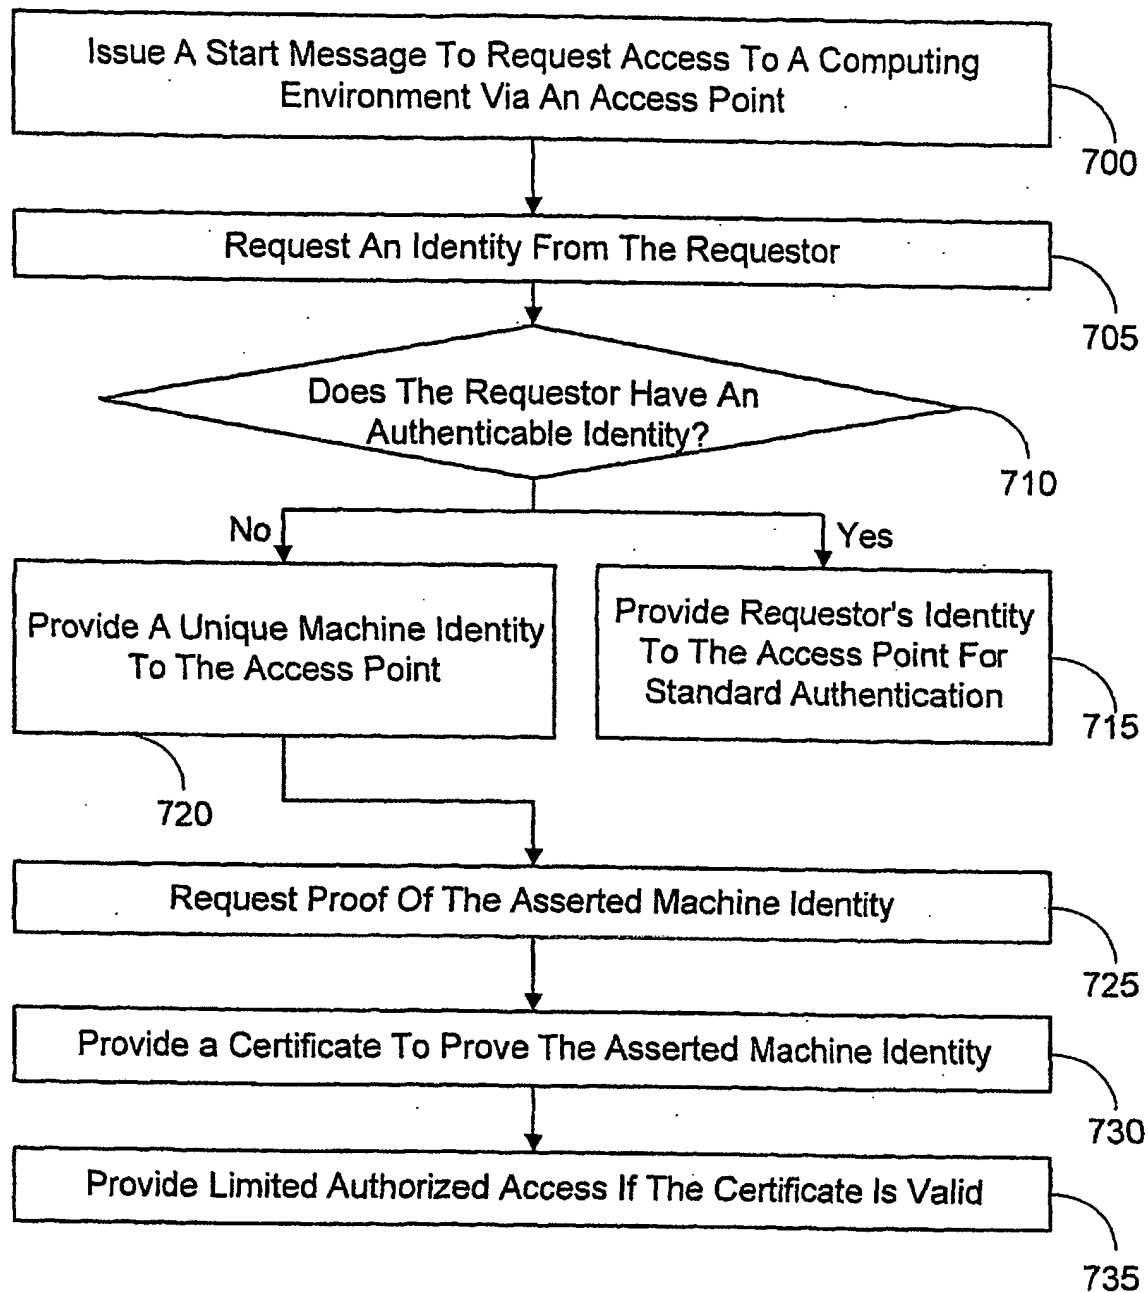 Issue A Start Message To Request Access To A Computing
Environment Via An Access Point
700
Request An Identity From The Requestor
705
Does The Requestor Have An
Authenticable Identity?
710
No
Yes
Provide A Unique Machine Identity
To The Access Point
720
Provide Requestor's Identity
To The Access Point For
Standard Authentication
715
Request Proof Of The Asserted Machine Identity
725
Provide a Certificate To Prove The Asserted Machine Identity
730
Provide Limited Authorized Access If The Certificate Is Valid
735